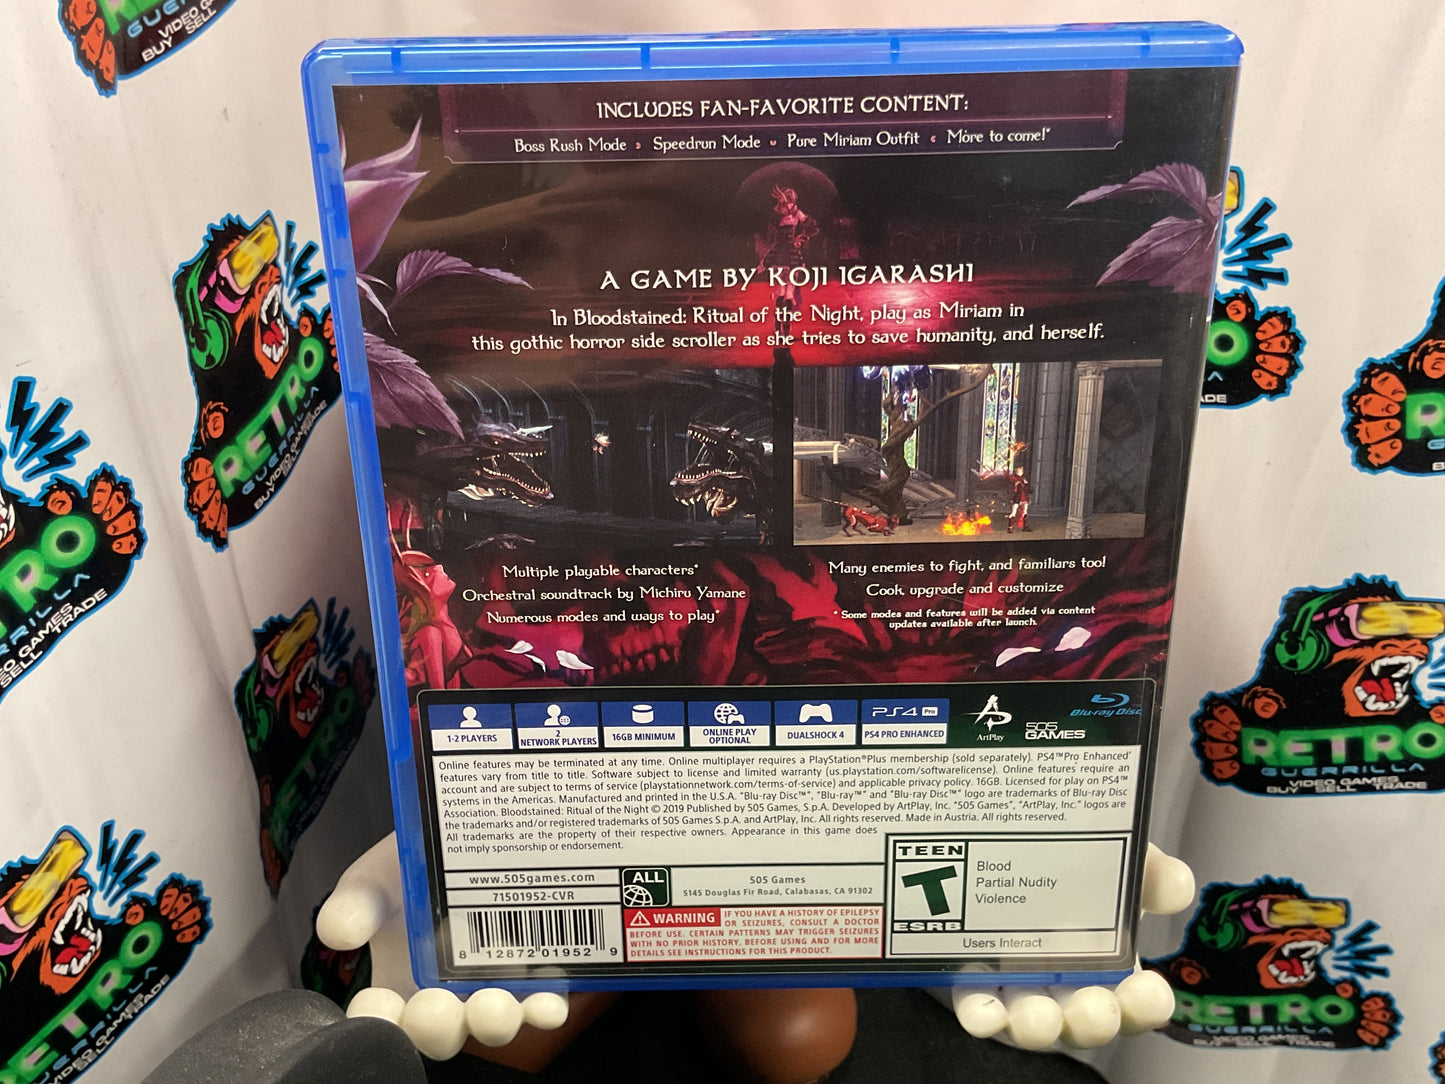 INCLUDES FAN-FAVORITE CONTENT:
Boss Rush Mode Speedrun Mode Pure Miriam Outfit More to come!*
A GAME BY KOJI IGARASHI
In Bloodstained: Ritual of the Night, play as Miriam in
this gothic horror side scroller as she tries to save humanity, and herself.
Multiple playable characters*
Orchestral soundtrack by Michiru Yamane
Numerous modes and ways to play*
Many enemies to fight, and familiars too!
Cook, upgrade and customize
* Some modes and features will be added via content
updates available after launch.
1-2 PLAYERS
2
NETWORK PLAYERS
16GB MINIMUM
ONLINE PLAY
OPTIONAL
DUALSHOCK 4
PS4 Pro
PS4 PRO ENHANCED
ArtPlay
505
GAMES
Blu-ray Disc
Online features may be terminated at any time. Online multiplayer requires a PlayStation®Plus membership (sold separately). PS4™Pro Enhanced'
features vary from title to title. Software subject to license and limited warranty (us.playstation.com/softwarelicense). Online features require an
account and are subject to terms of service (playstationnetwork.com/terms-of-service) and applicable privacy policy. 16GB. Licensed for play on PS4™
systems in the Americas. Manufactured and printed in the U.S.A. "Blu-ray Disc™", "Blu-ray™" and "Blu-ray Disc™" logo are trademarks of Blu-ray Disc
Association. Bloodstained: Ritual of the Night © 2019 Published by 505 Games, S.p.A. Developed by ArtPlay, Inc. "505 Games", "ArtPlay, Inc." logos are
the trademarks and/or registered trademarks of 505 Games S.p.A. and ArtPlay, Inc. All rights reserved. Made in Austria. All rights reserved.
All trademarks are the property of their respective owners. Appearance in this game does
not imply sponsorship or endorsement.
www.505games.com
71501952-CVR
ALL
505 Games
5145 Douglas Fir Road, Calabasas, CA 91302
WARNING IF YOU HAVE A HISTORY OF EPILEPSY
OR SEIZURES, CONSULT A DOCTOR
BEFORE USE. CERTAIN PATTERNS MAY TRIGGER SEIZURES
WITH NO PRIOR HISTORY. BEFORE USING AND FOR MORE
DETAILS SEE INSTRUCTIONS FOR THIS PRODUCT.
8 12872 01952 9
TEEN
T
ESRB
Blood
Partial Nudity
Violence
Users Interact
GUERRILLA
VIDEO GAMES
BUY SELL
RETRO
GUERRILLA
VIDEO GAMES
BUY SELL TRADE
RETRO
GUERRILLA
VIDEO GAMES
BUY SELL TRADE
RETRO
GUERRILLA